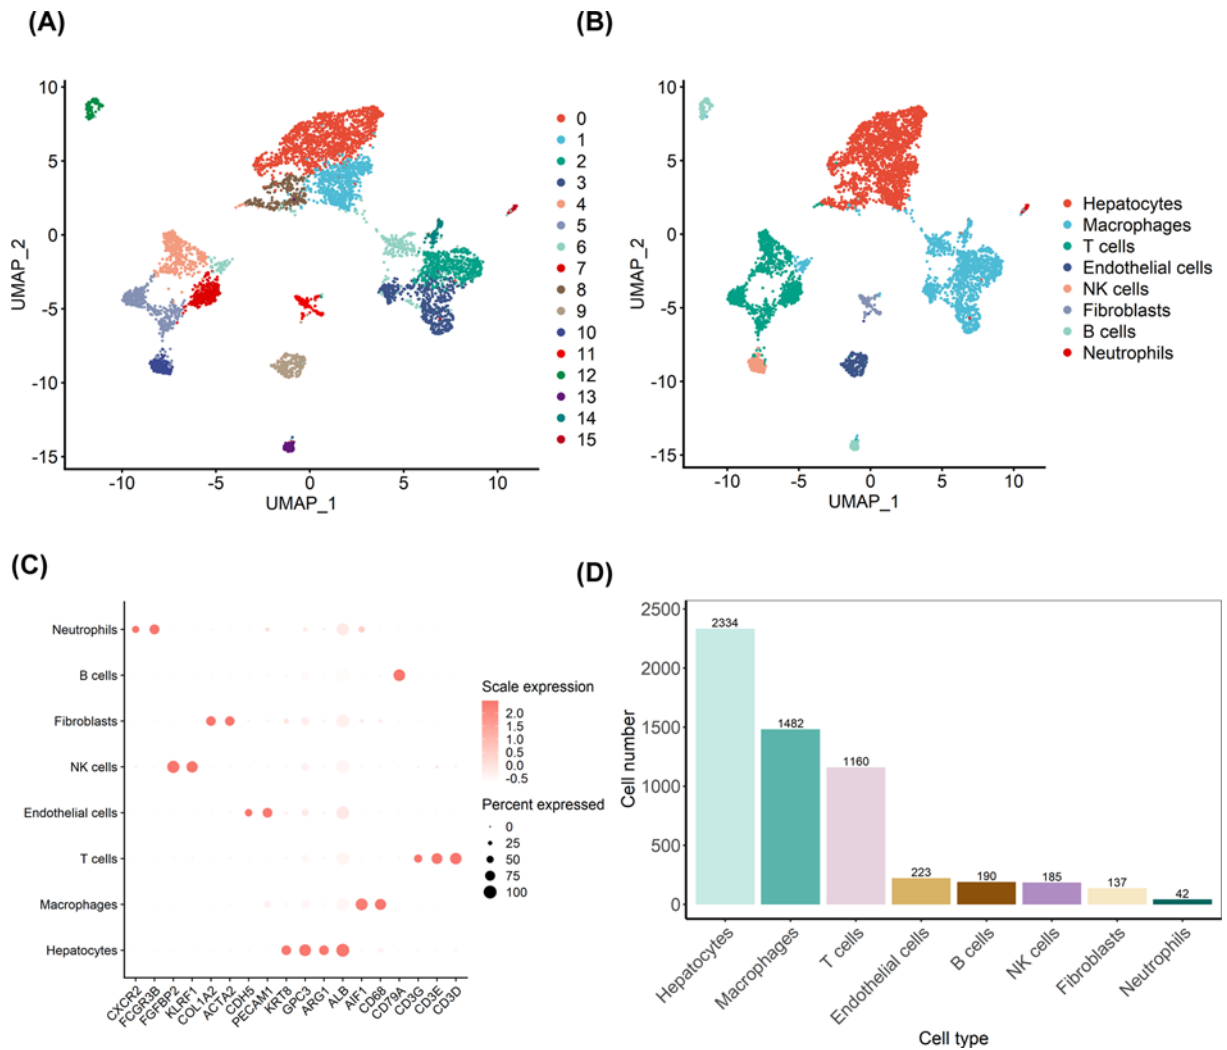 (A)
UMAP_2
10
5
0
-5
-10
-15
-10
-5
0
5
10
UMAP_1
0
1
2
3
4
5
6
7
8
9
10
11
12
13
14
15
(B)
UMAP_2
10
5
0
-5
-10
-15
-10
-5
0
5
10
UMAP_1
Hepatocytes
Macrophages
T cells
Endothelial cells
NK cells
Fibroblasts
B cells
Neutrophils
(C)
Neutrophils
B cells
Fibroblasts
NK cells
Endothelial cells
T cells
Macrophages
Hepatocytes
CXCR2
FCGR3B
FGFBP2
KLRF1
COL1A2
ACTA2
CDH5
PECAM1
KRT8
GPC3
ARG1
ALB
AIF1
CD68
CD79A
CD3G
CD3E
CD3D
Scale expression
2.0
1.5
1.0
0.5
0.0
-0.5
Percent expressed
0
25
50
75
100
(D)
Cell number
2500
2000
1500
1000
500
0
2334
1482
1160
223
190
185
137
42
Hepatocytes
Macrophages
T cells
Endothelial cells
B cells
NK cells
Fibroblasts
Neutrophils
Cell type